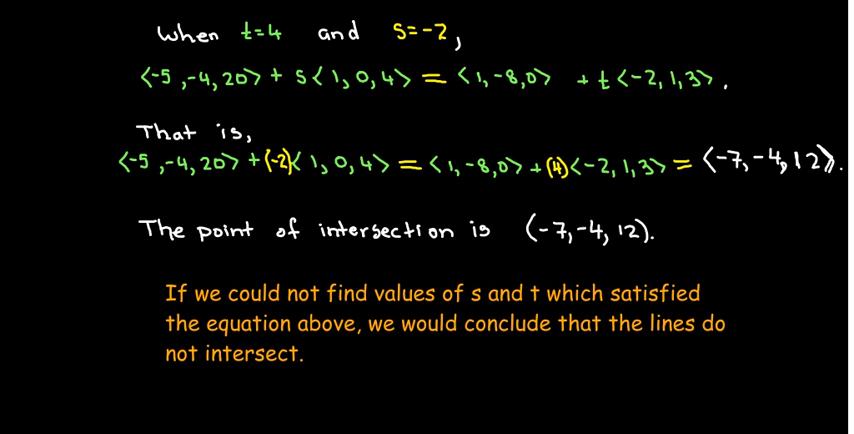 When t=4 and s=-2,
<-5, -4, 20> + s<1, 0, 4> = <1, -8, 0> + t<-2, 1, 3>.
That is,
<-5, -4, 20> + (-2)<1, 0, 4> = <1, -8, 0> + (4)<-2, 1, 3> = <-7, -4, 12>.
The point of intersection is (-7, -4, 12).
If we could not find values of s and t which satisfied
the equation above, we would conclude that the lines do
not intersect.